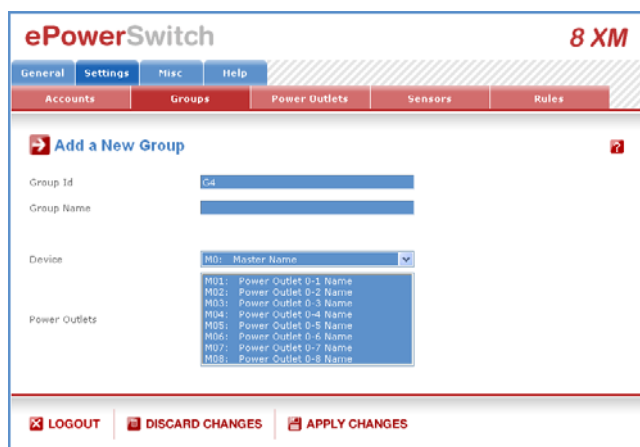 ePowerSwitch 8 XM
General Settings Misc Help
Accounts Groups Power Outlets Sensors Rules
Add a New Group ?
Group Id G4
Group Name
Device M0: Master Name
Power Outlets
M01: Power Outlet 0-1 Name
M02: Power Outlet 0-2 Name
M03: Power Outlet 0-3 Name
M04: Power Outlet 0-4 Name
M05: Power Outlet 0-5 Name
M06: Power Outlet 0-6 Name
M07: Power Outlet 0-7 Name
M08: Power Outlet 0-8 Name
LOGOUT DISCARD CHANGES APPLY CHANGES